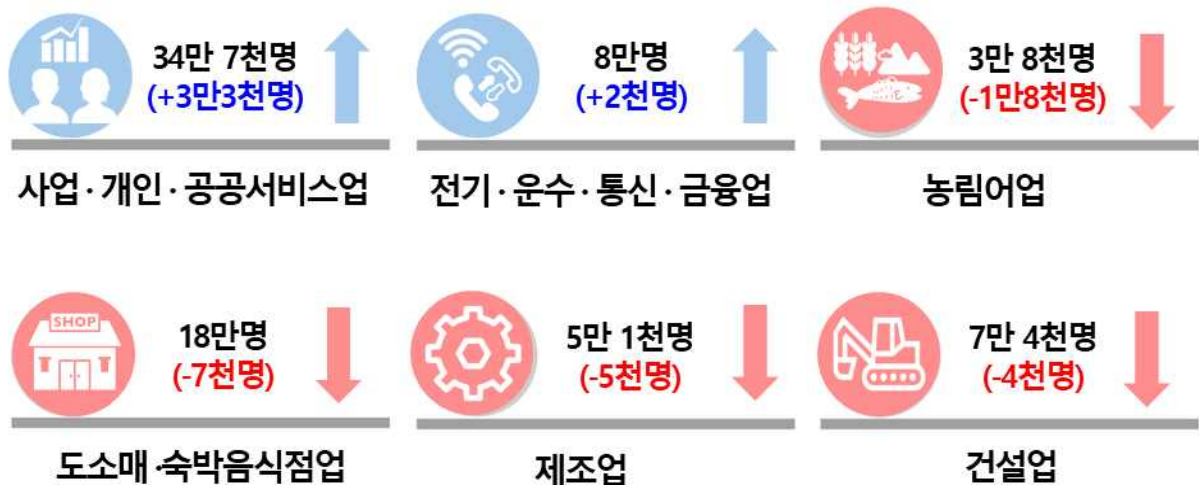 34만 7천명
(+3만3천명)
사업·개인·공공서비스업
8만명
(+2천명)
전기·운수·통신·금융업
3만 8천명
(-1만8천명)
농림어업
SHOP
18만명
(-7천명)
도소매·숙박음식점업
5만 1천명
(-5천명)
제조업
7만 4천명
(-4천명)
건설업